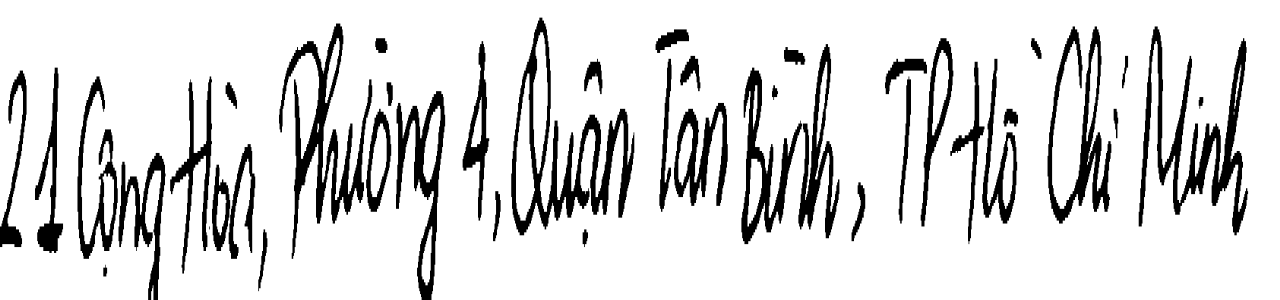 21 Cộng Hòa, Phường 4, Quận Tân Bình, TP Hồ Chí Minh